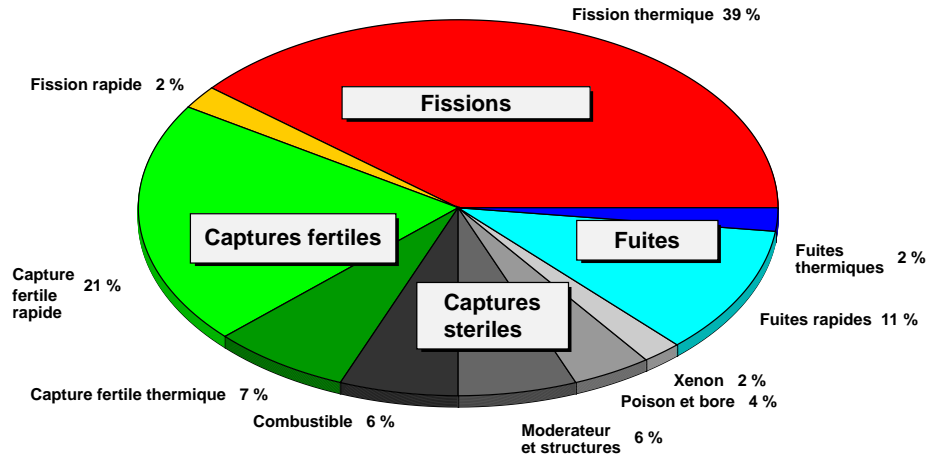 Fission thermique 39 %
Fission rapide 2 %
Fissions
Captures fertiles
Fuites
Captures
steriles
Fuites
thermiques 2 %
Capture
fertile 21 %
rapide
Fuites rapides 11 %
Xenon 2 %
Capture fertile thermique 7 %
Poison et bore 4 %
Combustible 6 %
Moderateur
et structures 6 %